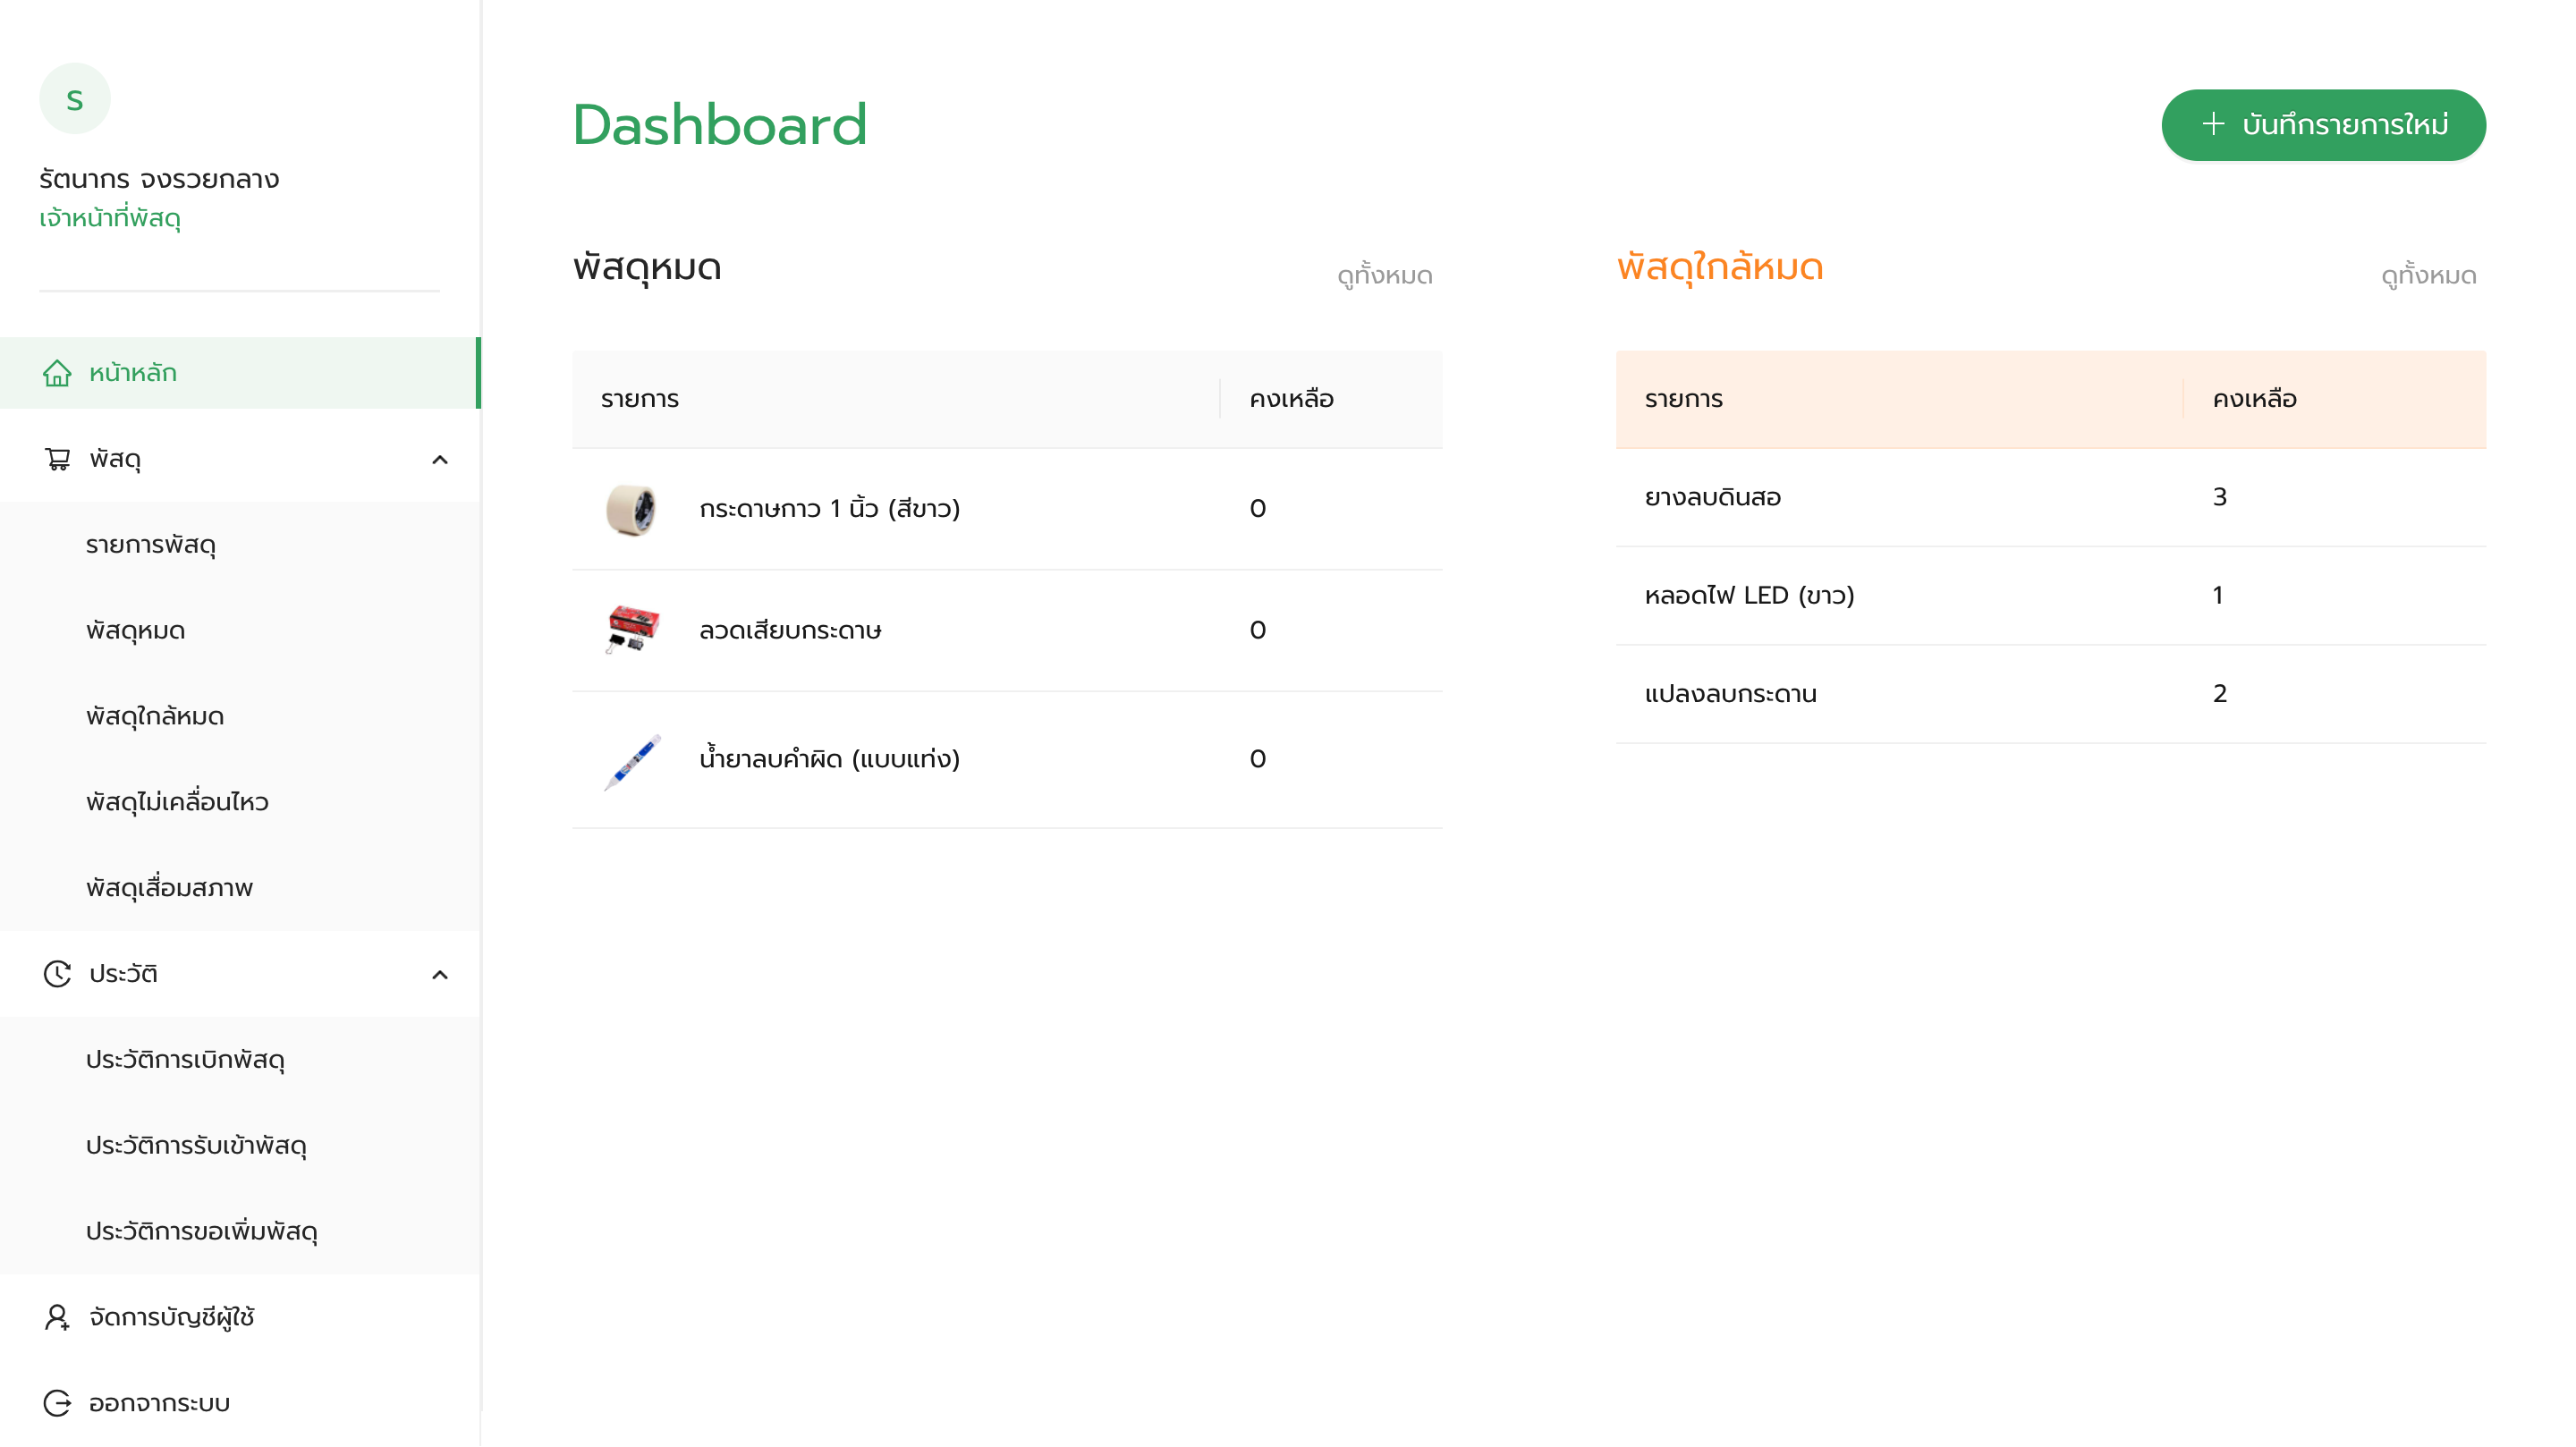 ร
รัตนากร จงรวยกลาง
เจ้าหน้าที่พัสดุ
หน้าหลัก
พัสดุ
รายการพัสดุ
พัสดุหมด
พัสดุใกล้หมด
พัสดุไม่เคลื่อนไหว
พัสดุเสื่อมสภาพ
ประวัติ
ประวัติการเบิกพัสดุ
ประวัติการรับเข้าพัสดุ
ประวัติการขอเพิ่มพัสดุ
จัดการบัญชีผู้ใช้
ออกจากระบบ
Dashboard
บันทึกรายการใหม่
พัสดุหมด
ดูทั้งหมด
รายการ คงเหลือ
กระดาษกาว 1 นิ้ว (สีขาว) 0
ลวดเสียบกระดาษ 0
น้ำยาลบคำผิด (แบบแท่ง) 0
พัสดุใกล้หมด
ดูทั้งหมด
รายการ คงเหลือ
ยางลบดินสอ 3
หลอดไฟ LED (ขาว) 1
แปลงลบกระดาน 2